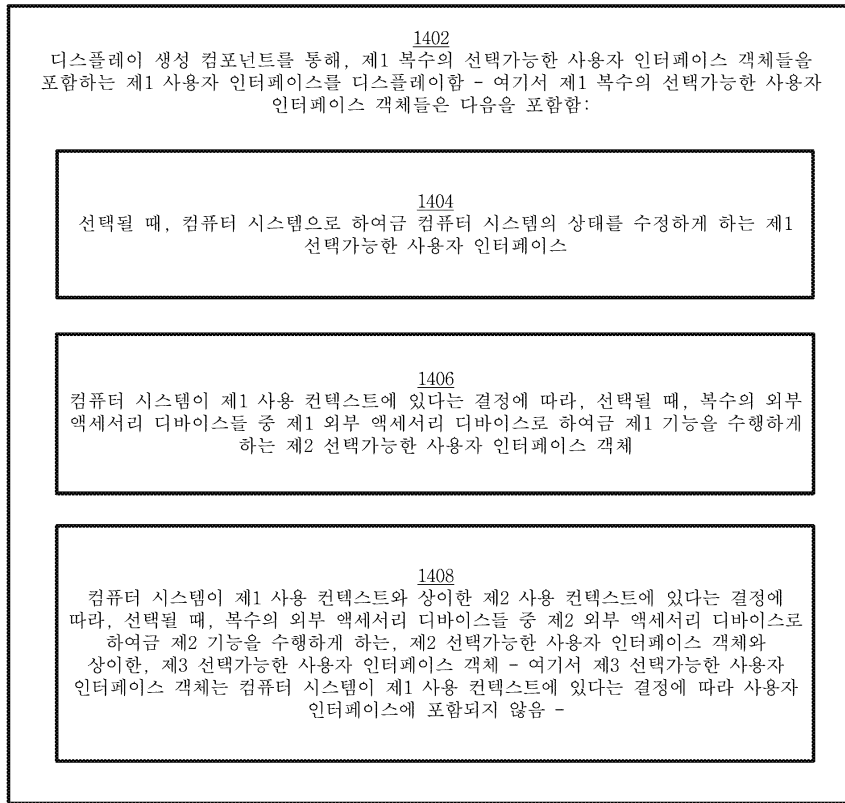 1402
디스플레이 생성 컴포넌트를 통해, 제1 복수의 선택가능한 사용자 인터페이스 객체들을
포함하는 제1 사용자 인터페이스를 디스플레이함 - 여기서 제1 복수의 선택가능한 사용자
인터페이스 객체들은 다음을 포함함:
1404
선택될 때, 컴퓨터 시스템으로 하여금 컴퓨터 시스템의 상태를 수정하게 하는 제1
선택가능한 사용자 인터페이스
1406
컴퓨터 시스템이 제1 사용 컨텍스트에 있다는 결정에 따라, 선택될 때, 복수의 외부
액세서리 디바이스들 중 제1 외부 액세서리 디바이스로 하여금 제1 기능을 수행하게
하는 제2 선택가능한 사용자 인터페이스 객체
1408
컴퓨터 시스템이 제1 사용 컨텍스트와 상이한 제2 사용 컨텍스트에 있다는 결정에
따라, 선택될 때, 복수의 외부 액세서리 디바이스들 중 제2 외부 액세서리 디바이스로
하여금 제2 기능을 수행하게 하는, 제2 선택가능한 사용자 인터페이스 객체와
상이한, 제3 선택가능한 사용자 인터페이스 객체 - 여기서 제3 선택가능한 사용자
인터페이스 객체는 컴퓨터 시스템이 제1 사용 컨텍스트에 있다는 결정에 따라 사용자
인터페이스에 포함되지 않음 -